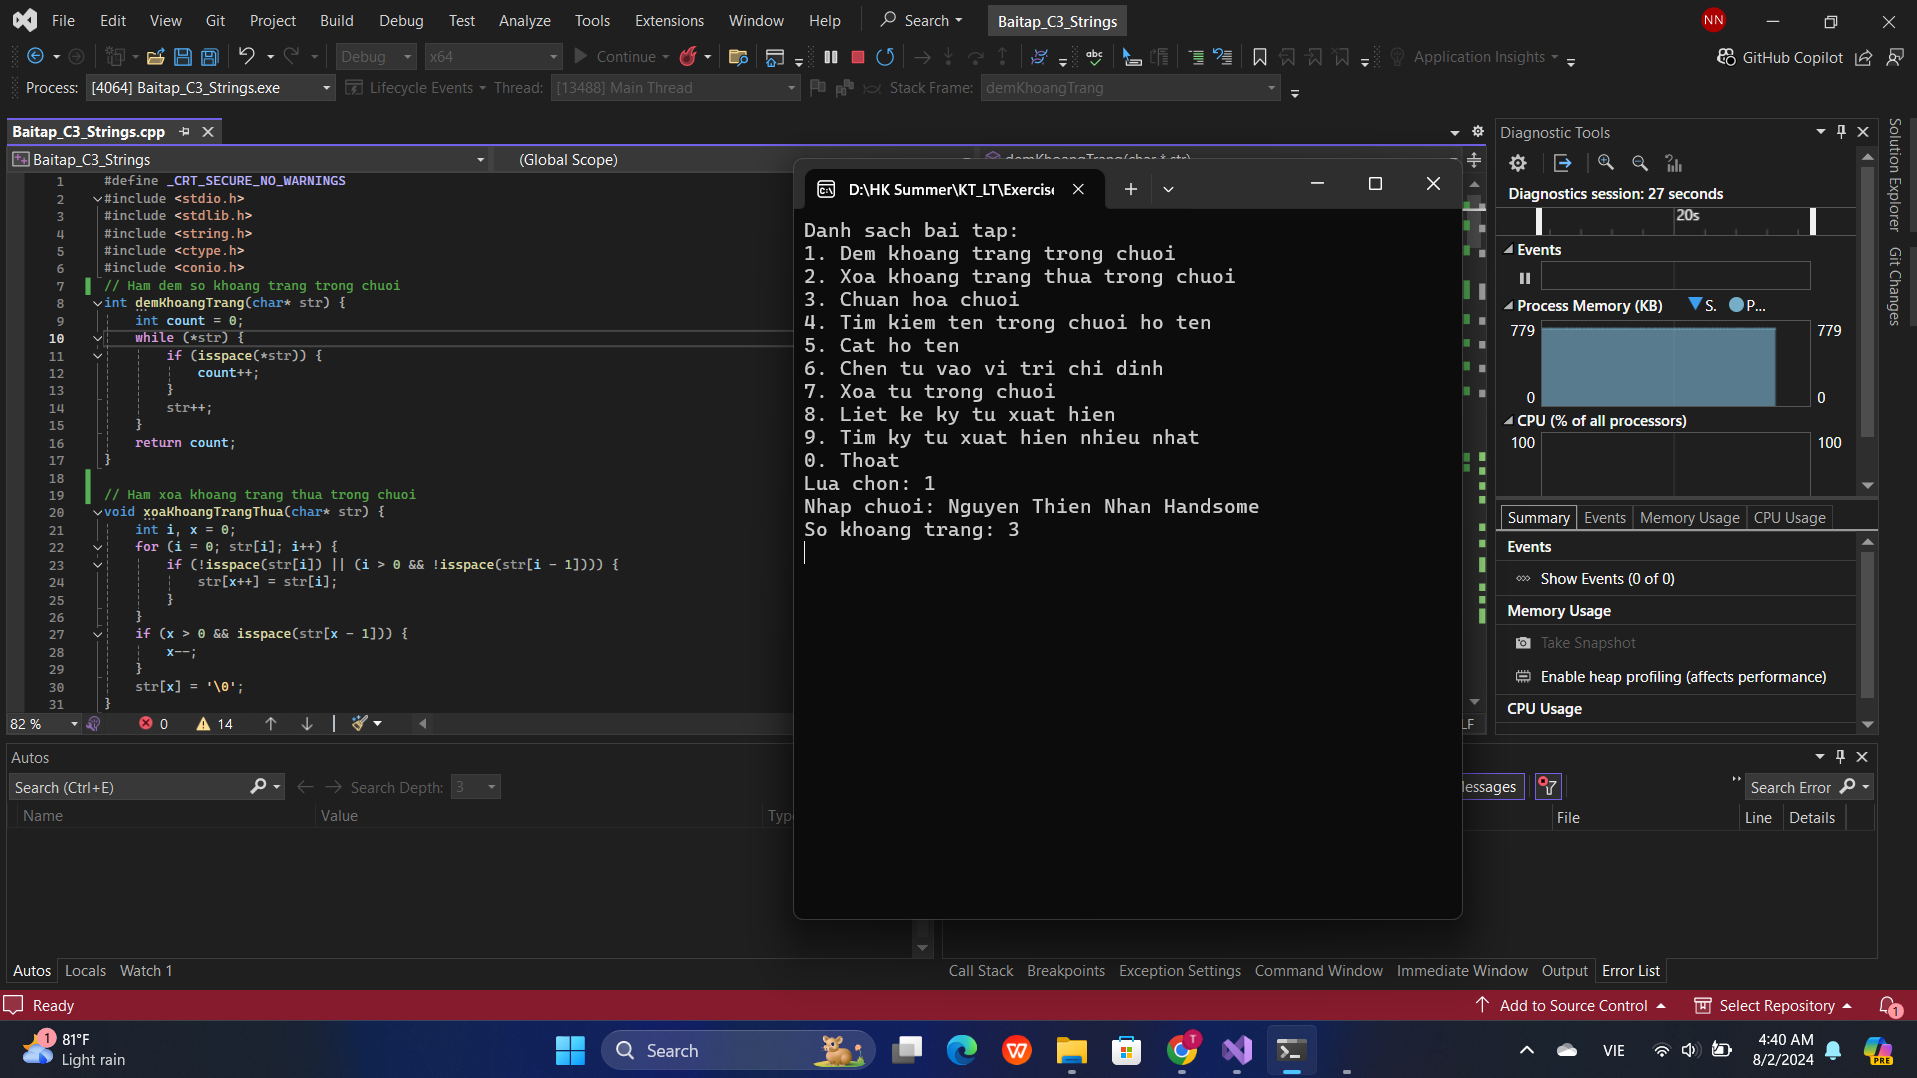 File Edit View Git Project Build Debug Test Analyze Tools Extensions Window Help Search Baitap_C3_Strings NN
Debug x64 Continue Application Insights GitHub Copilot
Process: [4064] Baitap_C3_Strings.exe Lifecycle Events Thread: [13488] Main Thread Stack Frame: demKhoangTrang
Baitap_C3_Strings.cpp
Baitap_C3_Strings (Global Scope) demKhoangTrang(char * str)
1 #define _CRT_SECURE_NO_WARNINGS
2 #include <stdio.h>
3 #include <stdlib.h>
4 #include <string.h>
5 #include <ctype.h>
6 #include <conio.h>
7 // Ham dem so khoang trang trong chuoi
8 int demKhoangTrang(char* str) {
9 int count = 0;
10 while (*str) {
11 if (isspace(*str)) {
12 count++;
13 }
14 str++;
15 }
16 return count;
17 }
18
19 // Ham xoa khoang trang thua trong chuoi
20 void xoaKhoangTrangThua(char* str) {
21 int i, x = 0;
22 for (i = 0; str[i]; i++) {
23 if (!isspace(str[i]) || (i > 0 && !isspace(str[i - 1]))) {
24 str[x++] = str[i];
25 }
26 }
27 if (x > 0 && isspace(str[x - 1])) {
28 x--;
29 }
30 str[x] = '\0';
31 }
82 % 0 14 LF
D:\HK Summer\KT_LT\Exercise
Danh sach bai tap:
1. Dem khoang trang trong chuoi
2. Xoa khoang trang thua trong chuoi
3. Chuan hoa chuoi
4. Tim kiem ten trong chuoi ho ten
5. Cat ho ten
6. Chen tu vao vi tri chi dinh
7. Xoa tu trong chuoi
8. Liet ke ky tu xuat hien
9. Tim ky tu xuat hien nhieu nhat
0. Thoat
Lua chon: 1
Nhap chuoi: Nguyen Thien Nhan Handsome
So khoang trang: 3
Diagnostic Tools
Diagnostics session: 27 seconds
20s
Events
Process Memory (KB) S. P...
779 779
0 0
CPU (% of all processors)
100 100
Summary Events Memory Usage CPU Usage
Events
Show Events (0 of 0)
Memory Usage
Take Snapshot
Enable heap profiling (affects performance)
CPU Usage
Solution Explorer
Git Changes
Autos
Search (Ctrl+E) Search Depth: 3
Name Value Type
Autos Locals Watch 1
essages Search Error
File Line Details
Call Stack Breakpoints Exception Settings Command Window Immediate Window Output Error List
Ready Add to Source Control Select Repository 1
1 81°F
Light rain
Search
T
VIE
4:40 AM
8/2/2024
PRE